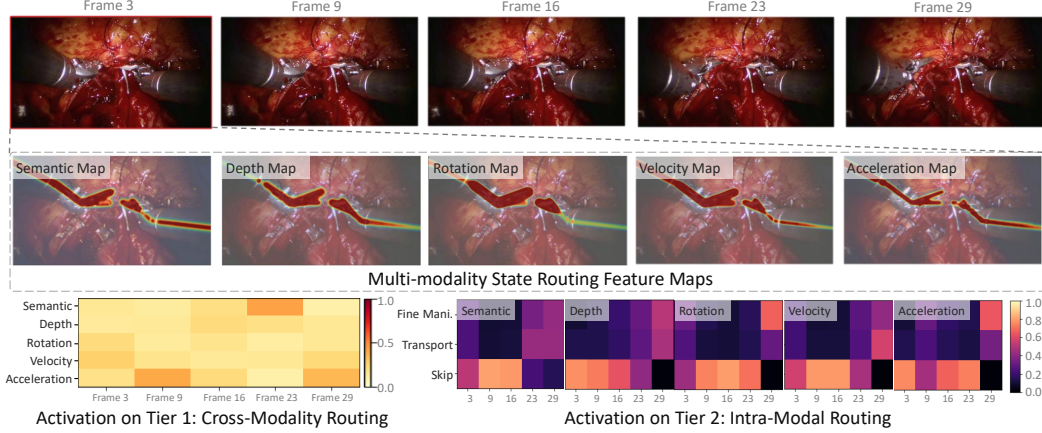 Frame 3 Frame 9 Frame 16 Frame 23 Frame 29
Semantic Map Depth Map Rotation Map Velocity Map Acceleration Map
Multi-modality State Routing Feature Maps
Semantic
Depth
Rotation
Velocity
Acceleration
Frame 3 Frame 9 Frame 16 Frame 23 Frame 29
1.0
0.5
0.0
Activation on Tier 1: Cross-Modality Routing
Semantic Depth Rotation Velocity Acceleration
Fine Mani.
Transport
Skip
3 9 16 23 29 3 9 16 23 29 3 9 16 23 29 3 9 16 23 29 3 9 16 23 29
1.0
0.8
0.6
0.4
0.2
0.0
Activation on Tier 2: Intra-Modal Routing